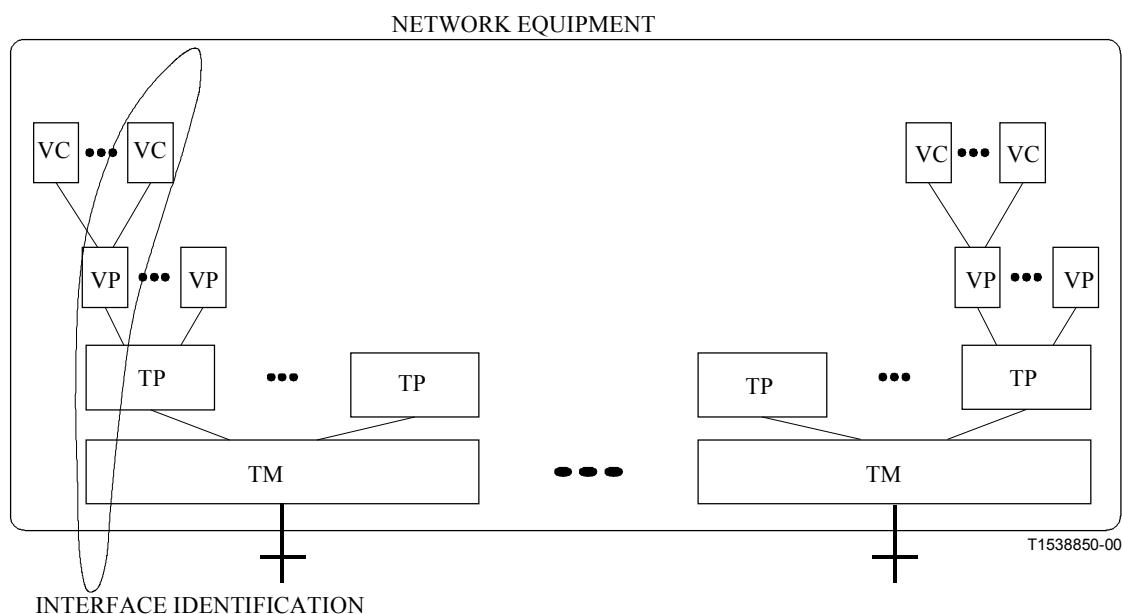 NETWORK EQUIPMENT
VC ••• VC VC ••• VC
VP ••• VP VP ••• VP
TP ••• TP TP ••• TP
TM ••• TM
T1538850-00
INTERFACE IDENTIFICATION